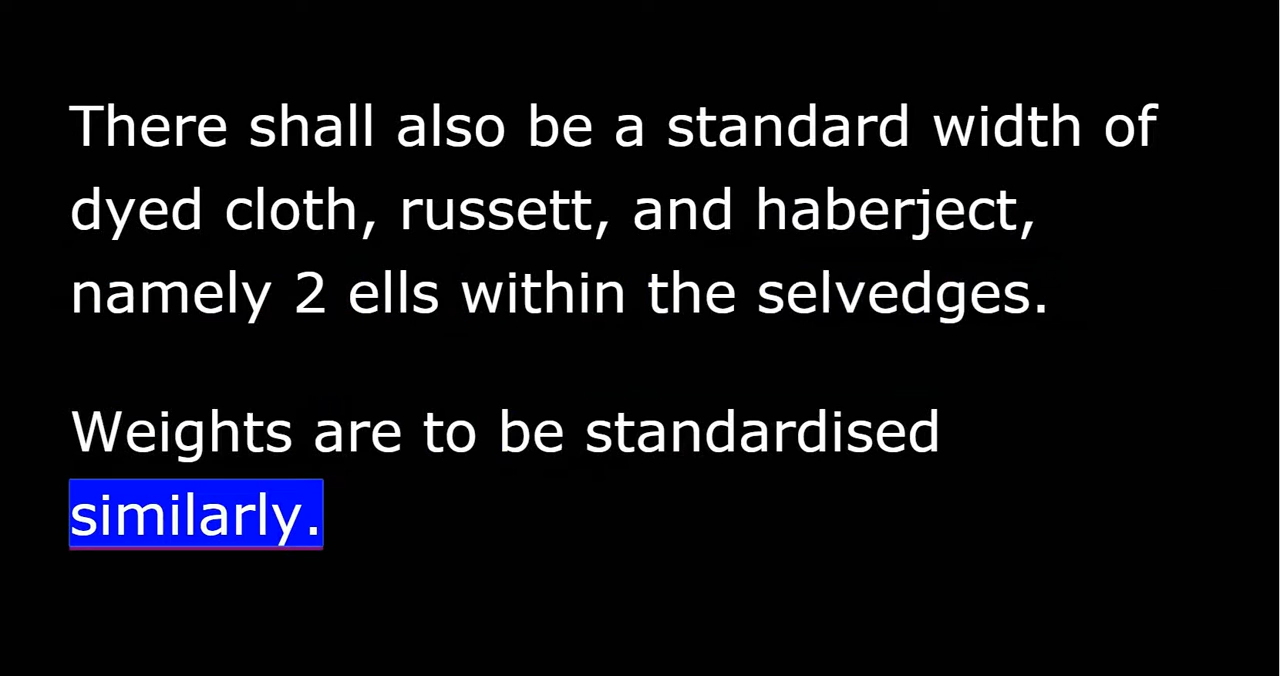 There shall also be a standard width of
dyed cloth, russett, and haberject,
namely 2 ells within the selvedges.
Weights are to be standardised
similarly.